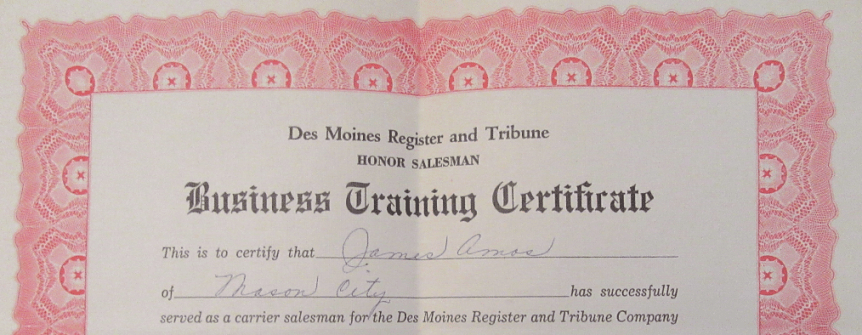 Des Moines Register and Tribune
HONOR SALESMAN
Business Training Certificate
This is to certify that James Amos
of Mason City has successfully
served as a carrier salesman for the Des Moines Register and Tribune Company